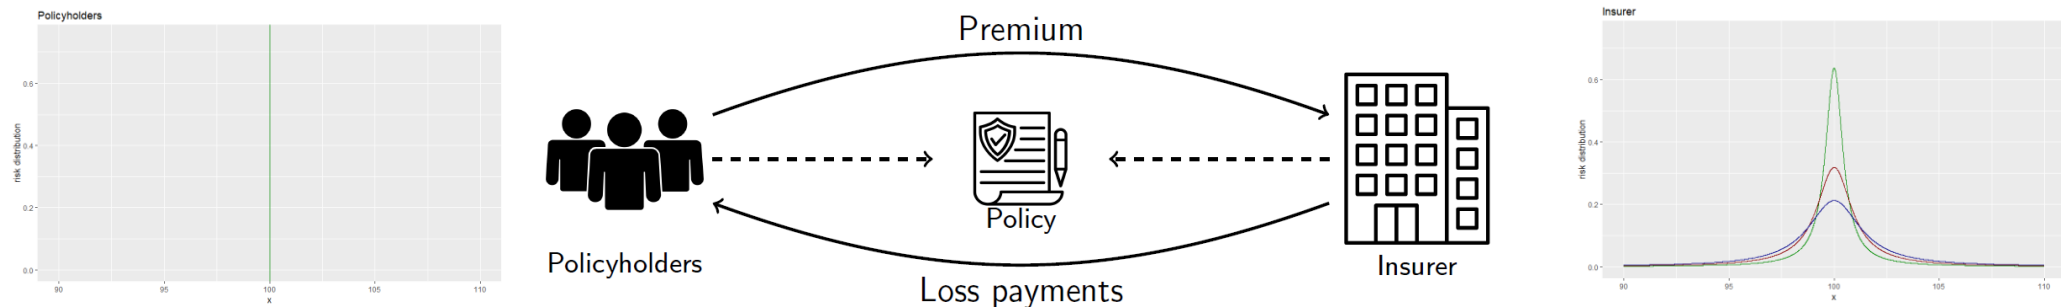 Policyholders
risk distribution
0.6
0.4
0.2
0.0
90
95
100
105
110
x
Premium
Policy
Policyholders
Insurer
Loss payments
Insurer
risk distribution
0.6
0.4
0.2
0.0
90
95
100
105
110
x